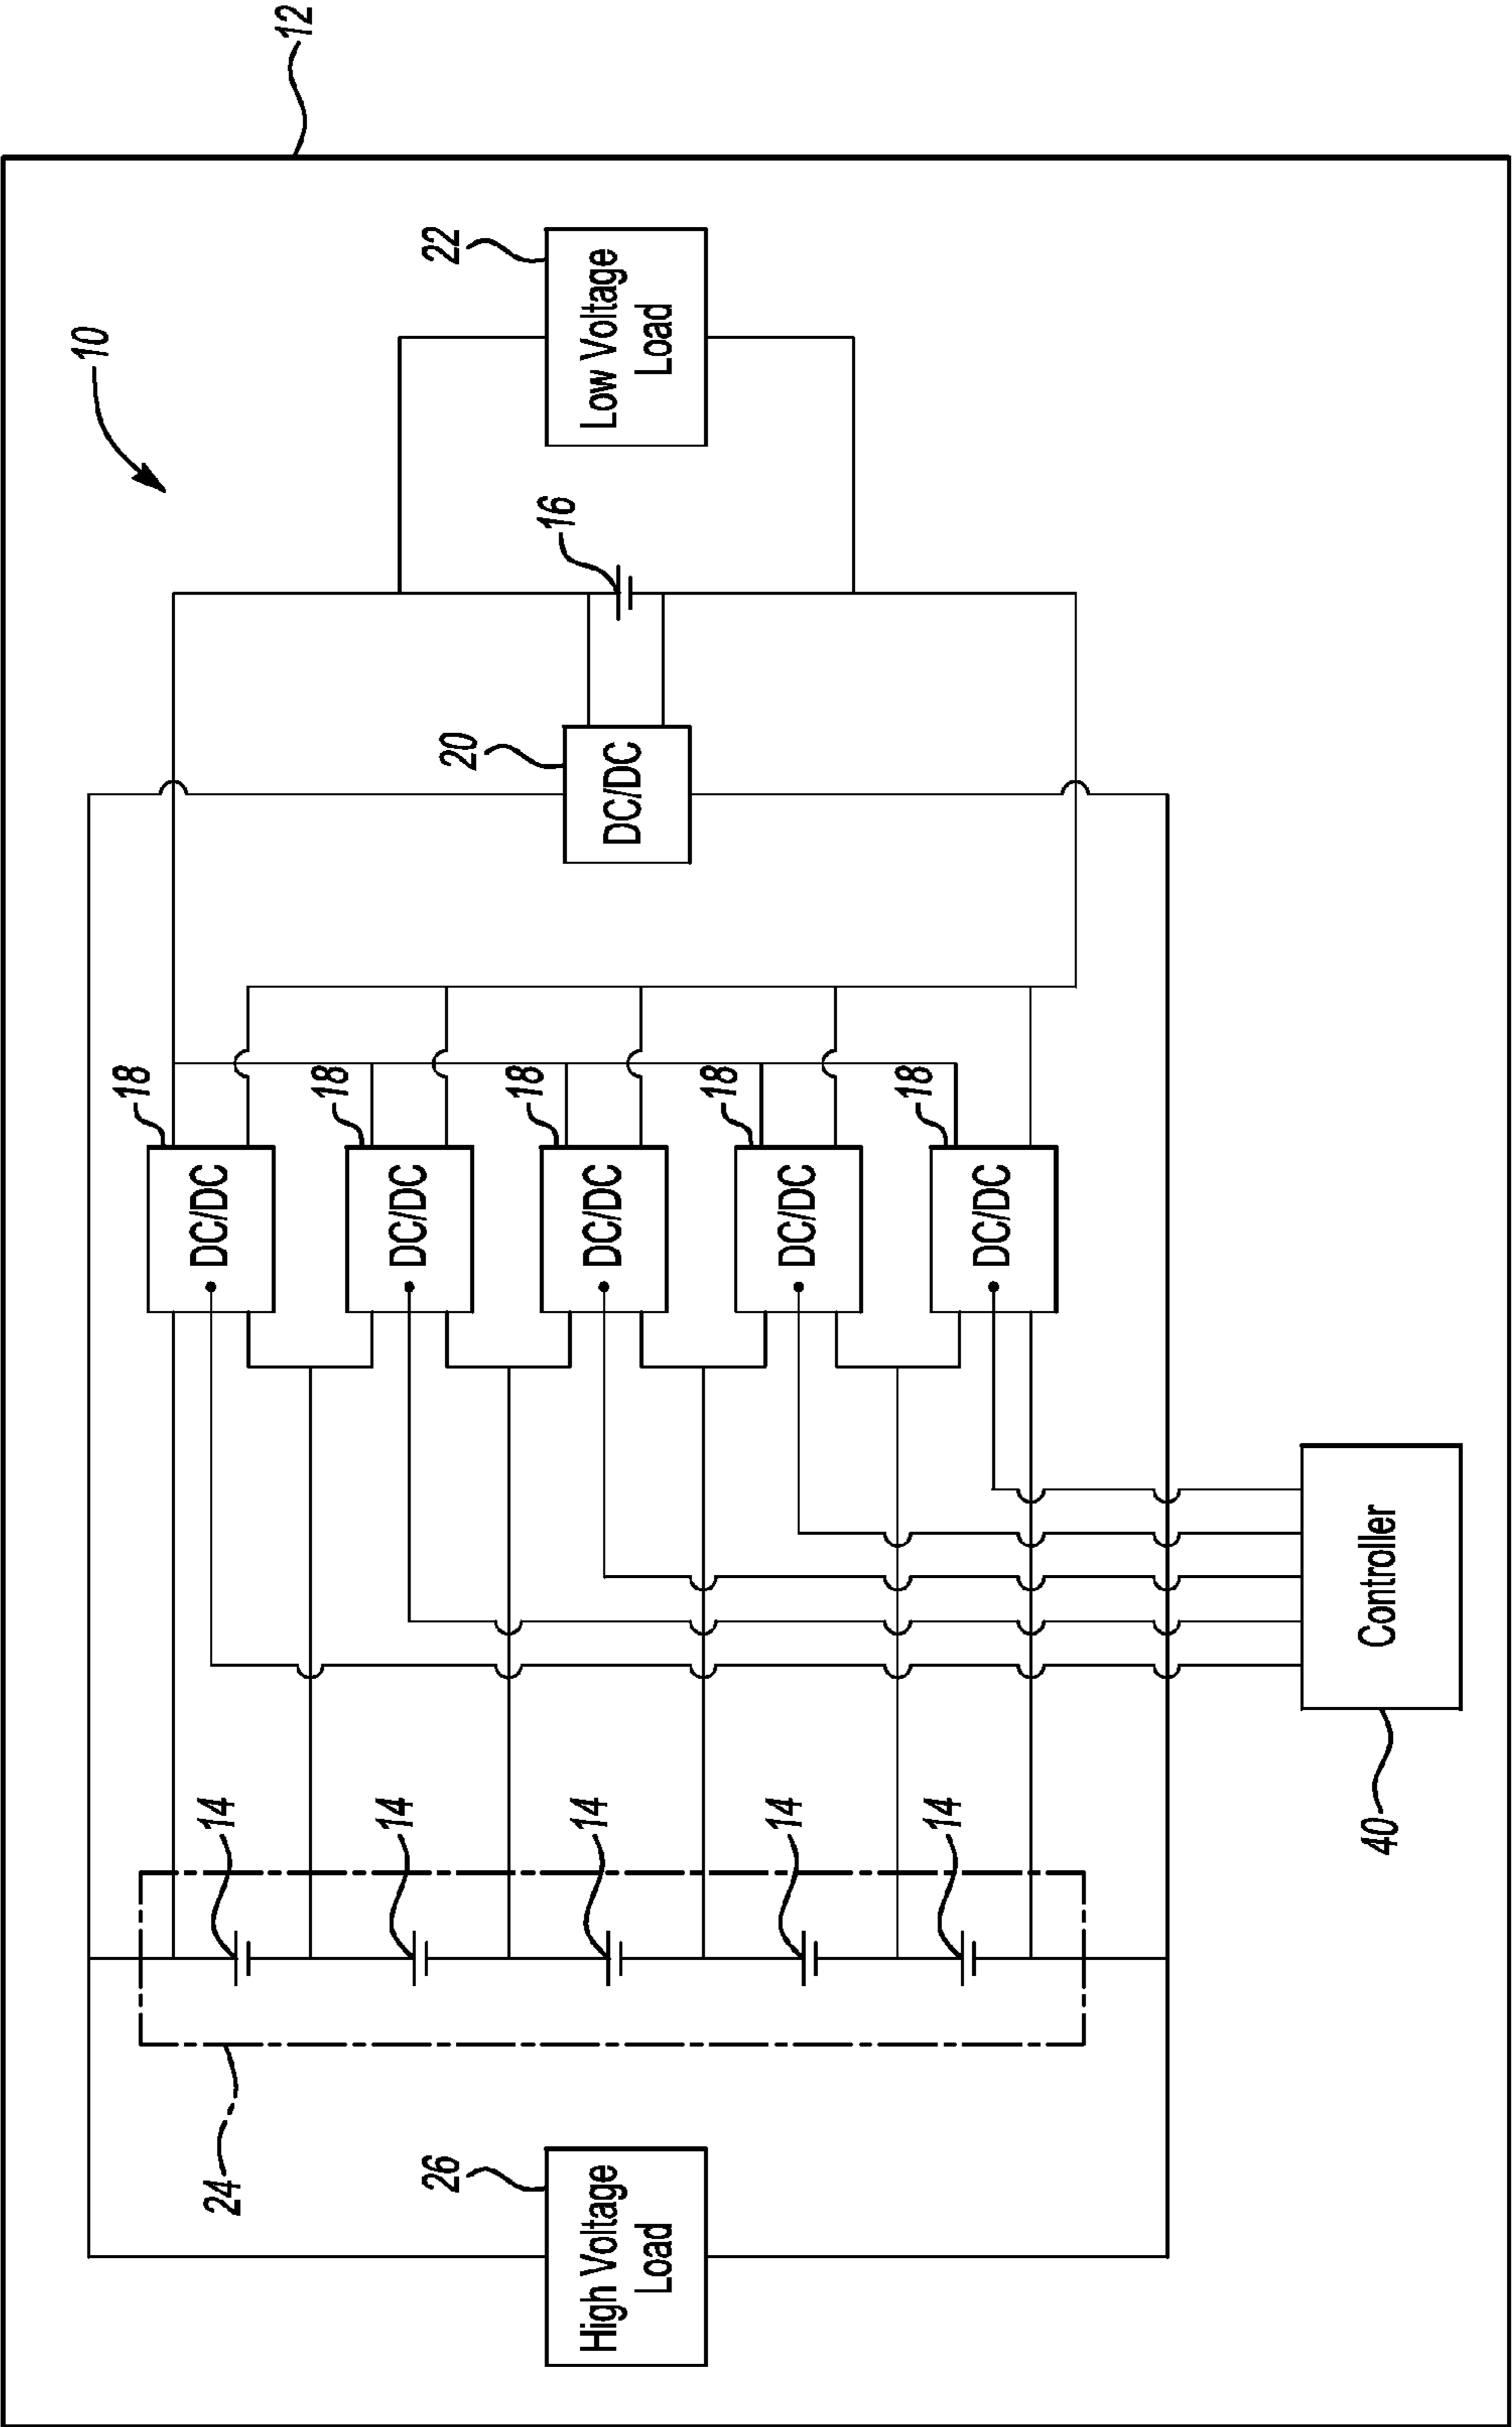 12
10
22
Low Voltage
Load
16
20
DC/DC
18
18
18
18
18
DC/DC
DC/DC
DC/DC
DC/DC
DC/DC
Controller
40
14
14
14
14
14
24
26
High Voltage
Load